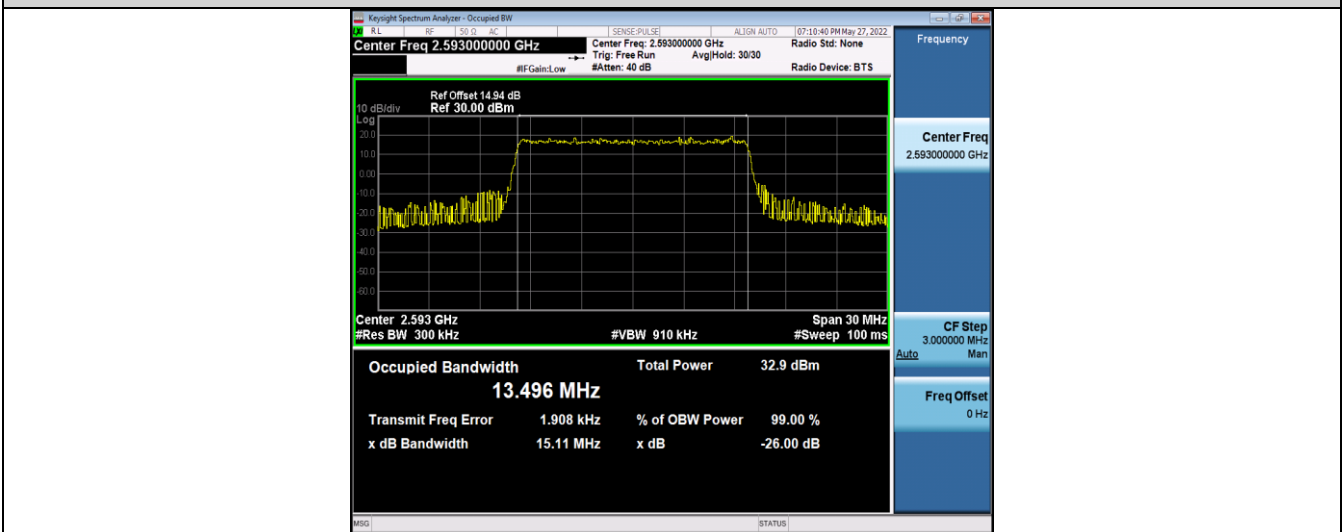 Keysight Spectrum Analyzer - Occupied BW
RL RF 50 Ω AC SENSE:PULSE ALIGN AUTO 07:10:40 PM May 27, 2022
Center Freq 2.593000000 GHz
Center Freq: 2.593000000 GHz Radio Std: None
Trig: Free Run Avg|Hold: 30/30
#IFGain:Low #Atten: 40 dB Radio Device: BTS
Frequency
Ref Offset 14.94 dB
10 dB/div Ref 30.00 dBm
Log
20.0
10.0
0.00
-10.0
-20.0
-30.0
-40.0
-50.0
-60.0
Center 2.593 GHz Span 30 MHz
#Res BW 300 kHz #VBW 910 kHz #Sweep 100 ms
Occupied Bandwidth Total Power 32.9 dBm
13.496 MHz
Transmit Freq Error 1.908 kHz % of OBW Power 99.00 %
x dB Bandwidth 15.11 MHz x dB -26.00 dB
Center Freq
2.593000000 GHz
CF Step
3.000000 MHz
Auto Man
Freq Offset
0 Hz
MSG STATUS